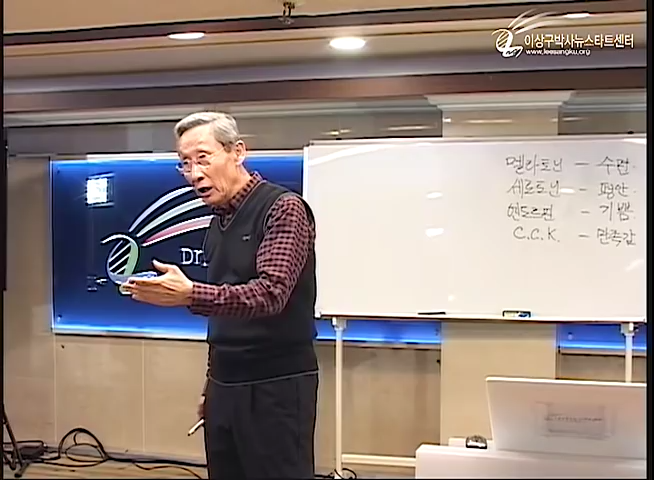 이상구박사뉴스타트센터
www.leesangku.org
멜라토닌 - 수면
세르토닌 - 평안
엔도르핀 - 기쁨
C.C.K. - 만족감
Dr.